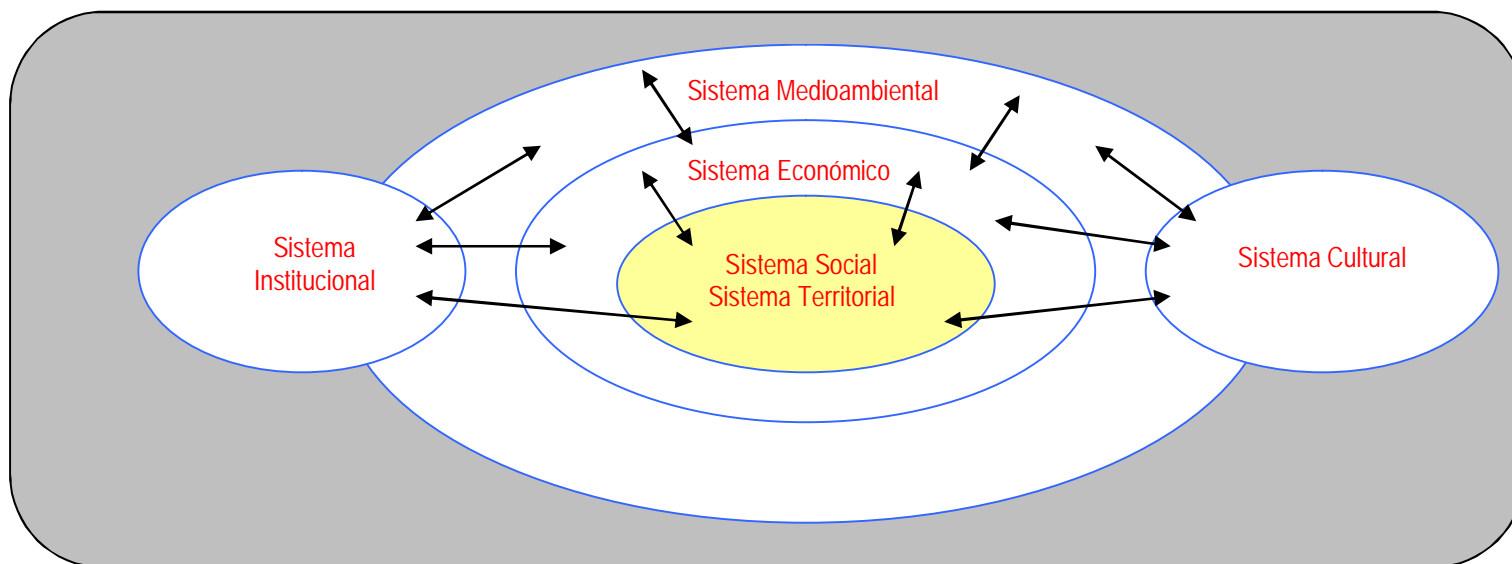 Sistema Medioambiental
Sistema Económico
Sistema
Institucional
Sistema Social
Sistema Territorial
Sistema Cultural